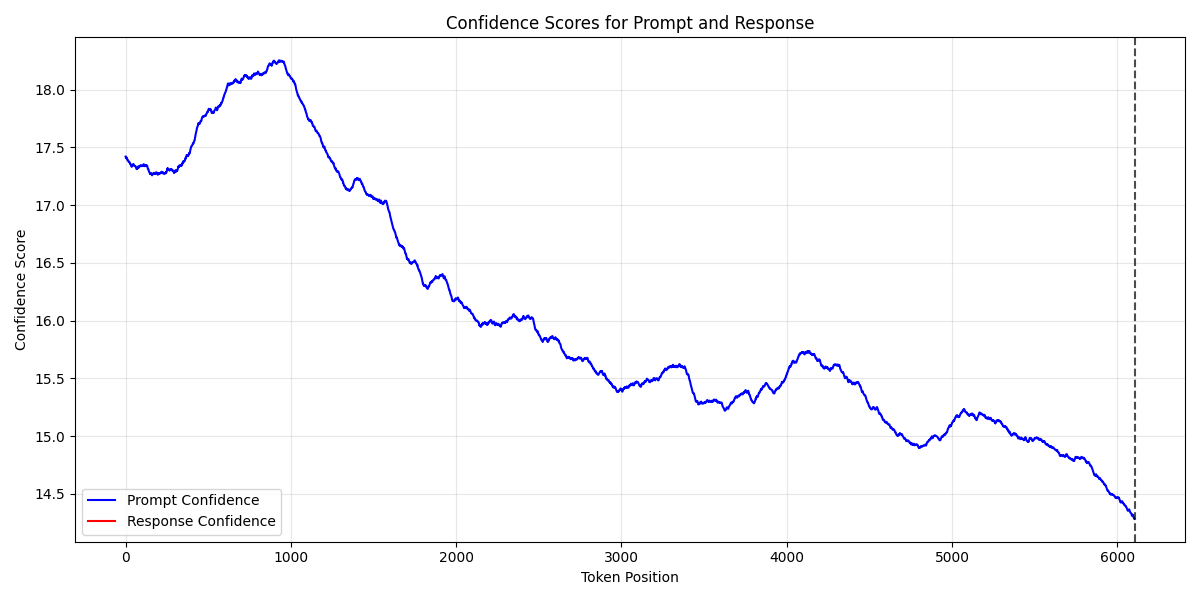 Confidence Scores for Prompt and Response
Confidence Score
18.0
17.5
17.0
16.5
16.0
15.5
15.0
14.5
Prompt Confidence
Response Confidence
0 1000 2000 3000 4000 5000 6000
Token Position